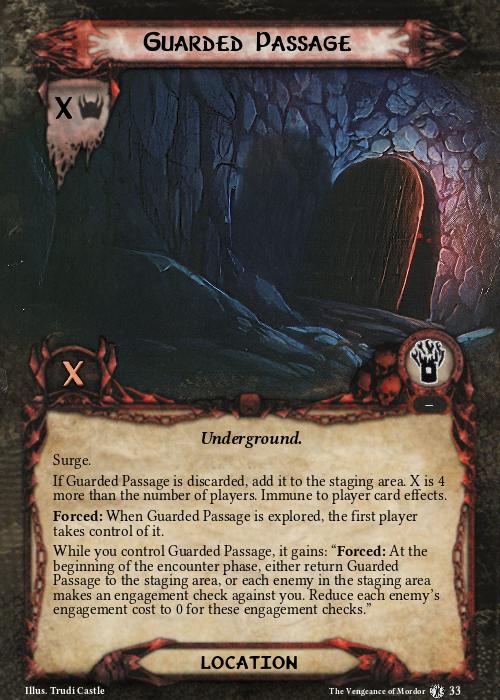 Guarded Passage
X
X
–
Underground.
Surge.
If Guarded Passage is discarded, add it to the staging area. X is 4
more than the number of players. Immune to player card effects.
Forced: When Guarded Passage is explored, the first player
takes control of it.
While you control Guarded Passage, it gains: “Forced: At the
beginning of the encounter phase, either return Guarded
Passage to the staging area, or each enemy in the staging area
makes an engagement check against you. Reduce each enemy's
engagement cost to 0 for these engagement checks.”
LOCATION
Illus. Trudi Castle
The Vengeance of Mordor 33